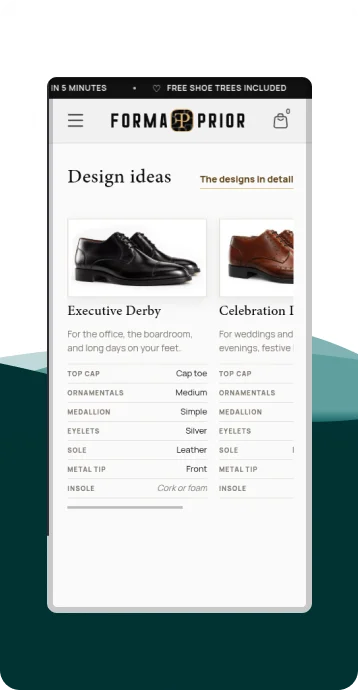 IN 5 MINUTES • ♡ FREE SHOE TREES INCLUDED
FORMA PRIOR
0
Design ideas
The designs in detail
Executive Derby
For the office, the boardroom,
and long days on your feet.
TOP CAP Cap toe
ORNAMENTALS Medium
MEDALLION Simple
EYELETS Silver
SOLE Leather
METAL TIP Front
INSOLE Cork or foam
Celebration
For weddings and
evenings, festive
TOP CAP
ORNAMENTALS
MEDALLION
EYELETS
SOLE
METAL TIP
INSOLE